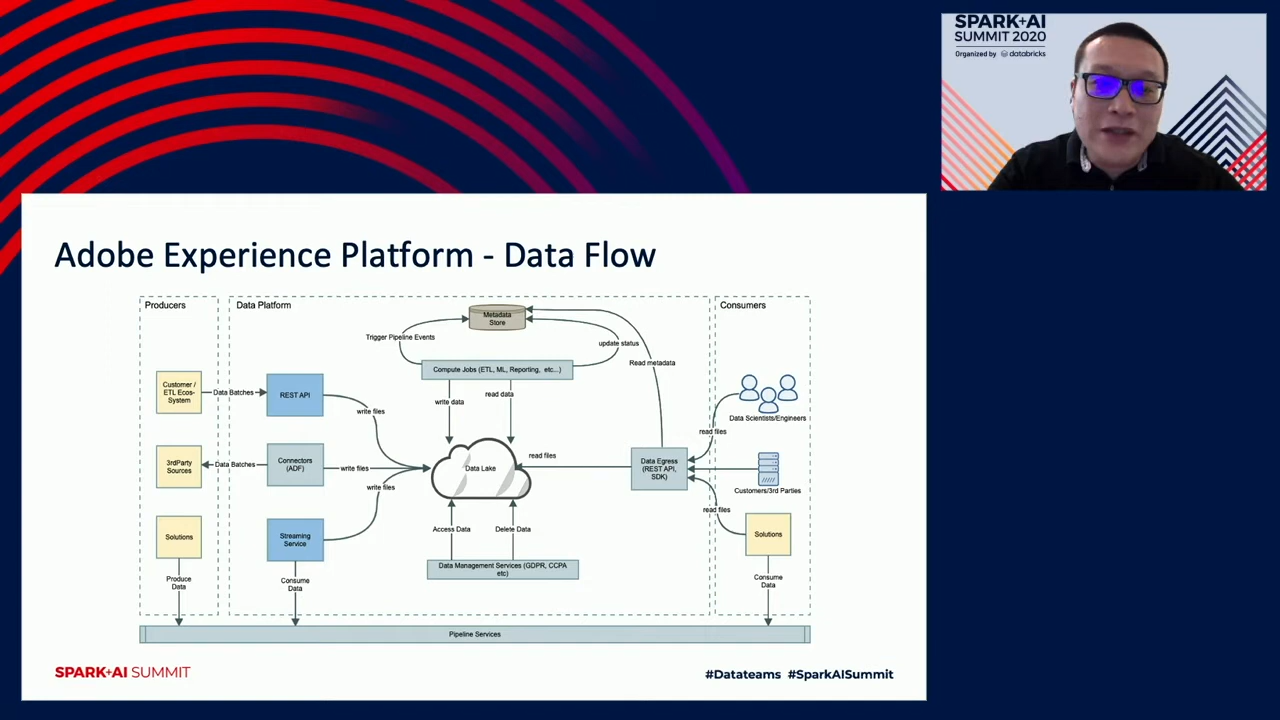 SPARK+AI
SUMMIT 2020
Organized by databricks
Adobe Experience Platform - Data Flow
Producers
Data Platform
Consumers
Metadata
Store
Trigger Pipeline Events
update status
Read metadata
Compute Jobs (ETL, ML, Reporting, etc...)
Customer /
ETL Ecos-
System
Data Batches
REST API
write files
write data
read data
Data Scientists/Engineers
read files
3rdParty
Sources
Data Batches
Connectors
(ADF)
write files
Data Lake
read files
Data Egress
(REST API,
SDK)
Customers/3rd Parties
write files
read files
Solutions
Streaming
Service
Access Data
Delete Data
Solutions
Data Management Services (GDPR, CCPA
etc)
Produce
Data
Consume
Data
Consume
Data
Pipeline Services
SPARK+AI SUMMIT
#Datateams #SparkAISummit